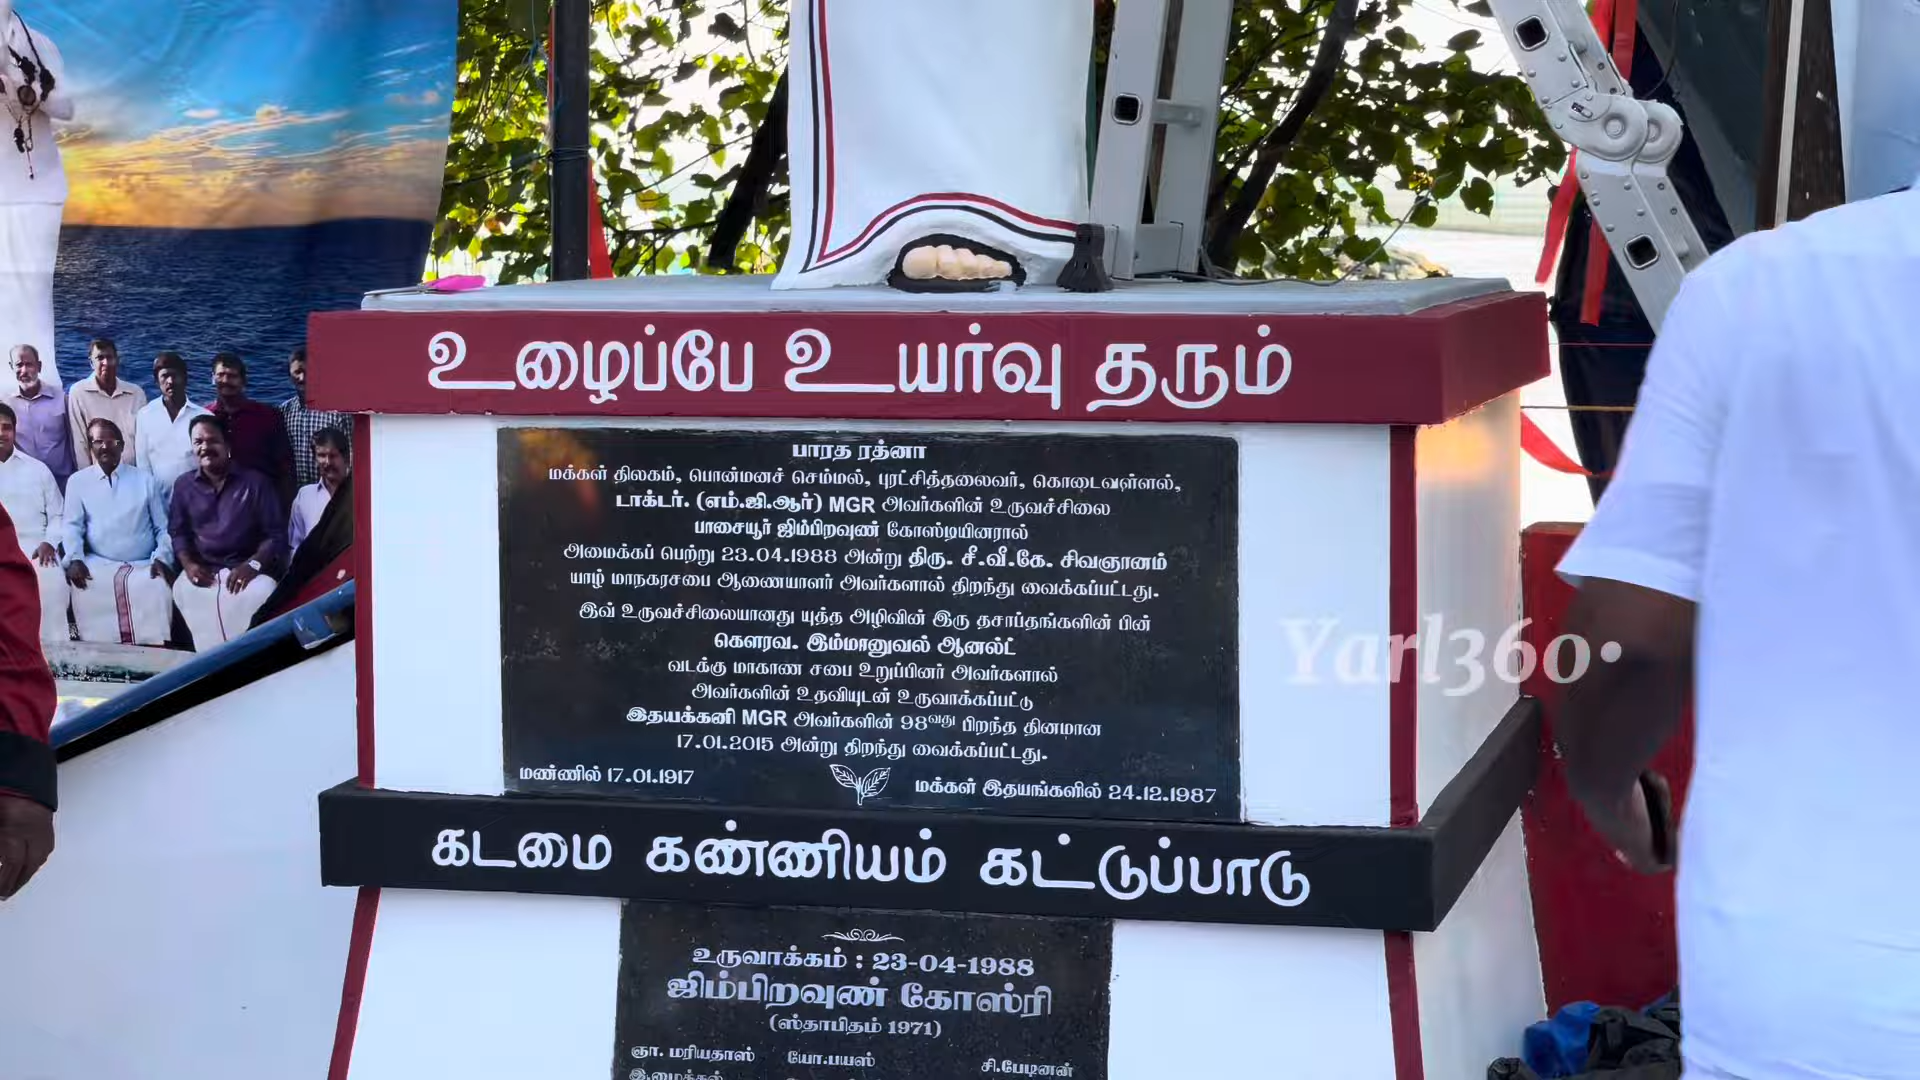 உழைப்பே உயர்வு தரும்
பாரத ரத்னா
மக்கள் திலகம், பொன்மனச் செம்மல், புரட்சித்தலைவர், கொடைவள்ளல்,
டாக்டர். (எம்.ஜி.ஆர்) MGR அவர்களின் உருவச்சிலை
பாசையூர் ஜிம்பிறவுண் கோஸ்டியினரால்
அமைக்கப் பெற்று 23.04.1988 அன்று திரு. சீ.வீ.கே. சிவஞானம்
யாழ் மாநகரசபை ஆணையாளர் அவர்களால் திறந்து வைக்கப்பட்டது.
இவ் உருவச்சிலையானது யுத்த அழிவின் இரு தசாப்தங்களின் பின்
கௌரவ. இம்மானுவல் ஆனல்ட்
வடக்கு மாகாண சபை உறுப்பினர் அவர்களால்
அவர்களின் உதவியுடன் உருவாக்கப்பட்டு
இதயக்கனி MGR அவர்களின் 98வது பிறந்த தினமான
17.01.2015 அன்று திறந்து வைக்கப்பட்டது.
மண்ணில் 17.01.1917 மக்கள் இதயங்களில் 24.12.1987
கடமை கண்ணியம் கட்டுப்பாடு
உருவாக்கம் : 23-04-1988
ஜிம்பிறவுண் கோஸ்ரி
(ஸ்தாபிதம் 1971)
ஞா. மரியதாஸ் யோ.பயஸ் சி.பேடினன்
Yarl360